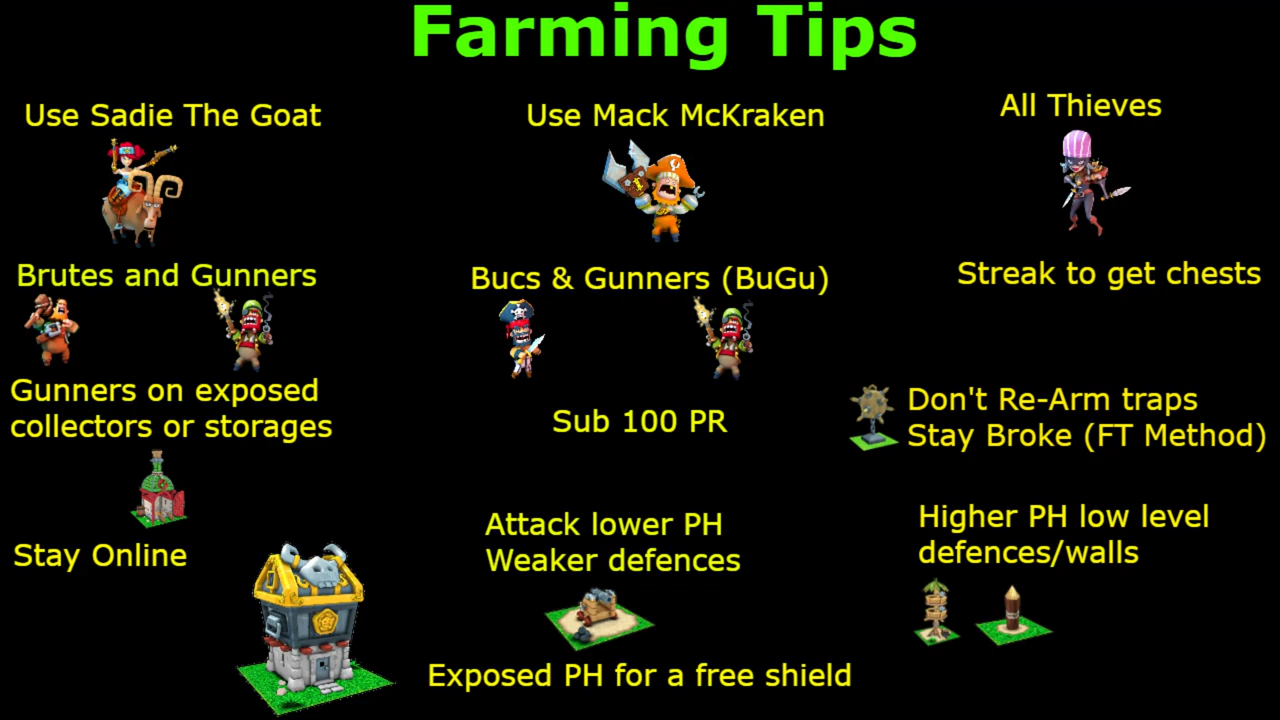 Farming Tips
Use Sadie The Goat
Use Mack McKraken
All Thieves
Brutes and Gunners
Bucs & Gunners (BuGu)
Streak to get chests
Gunners on exposed
collectors or storages
Sub 100 PR
Don't Re-Arm traps
Stay Broke (FT Method)
Stay Online
Attack lower PH
Weaker defences
Higher PH low level
defences/walls
Exposed PH for a free shield